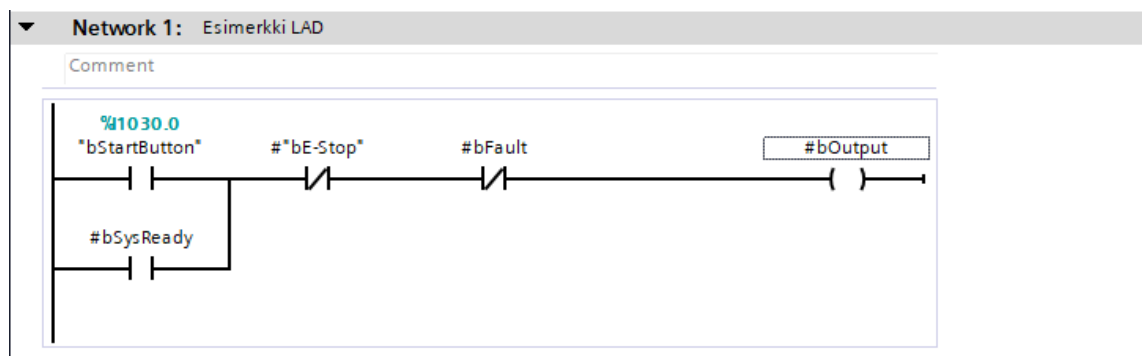 Network 1: Esimerkki LAD
Comment
%I1030.0
"bStartButton" #"bE-Stop" #bFault #bOutput
#bSysReady